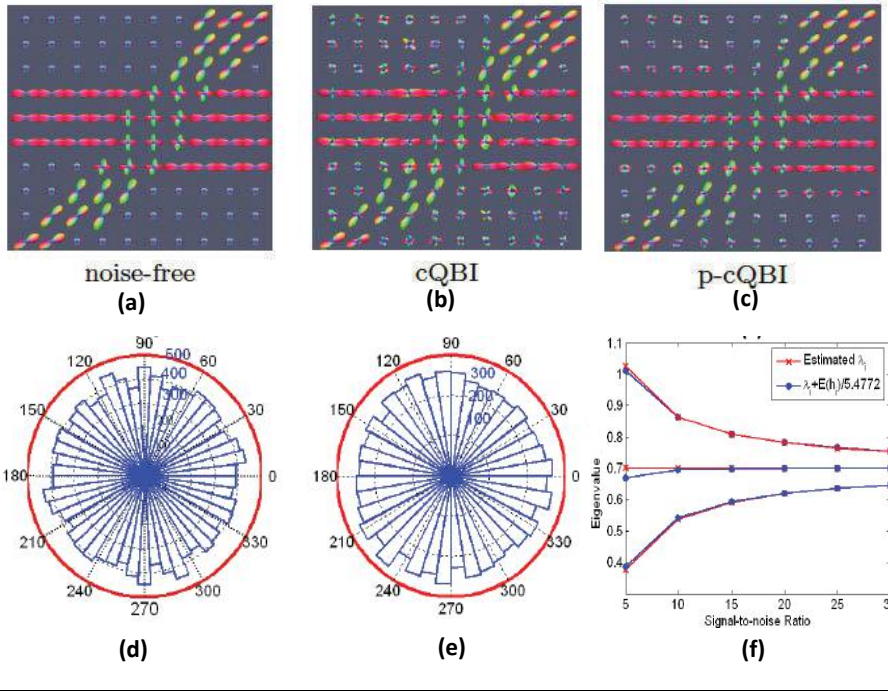 noise-free
cQBI
p-cQBI
(a)
(b)
(c)
90
500
120
60
400
300
150
30
180
0
210
330
240
300
270
(d)
90
300
120
60
200
100
150
30
180
0
210
330
240
300
270
(e)
1.1
1
0.9
0.8
0.7
0.6
0.5
0.4
Eigenvalue
Estimated λi
λi+E(hi)/5.4772
5 10 15 20 25
Signal-to-noise Ratio
(f)